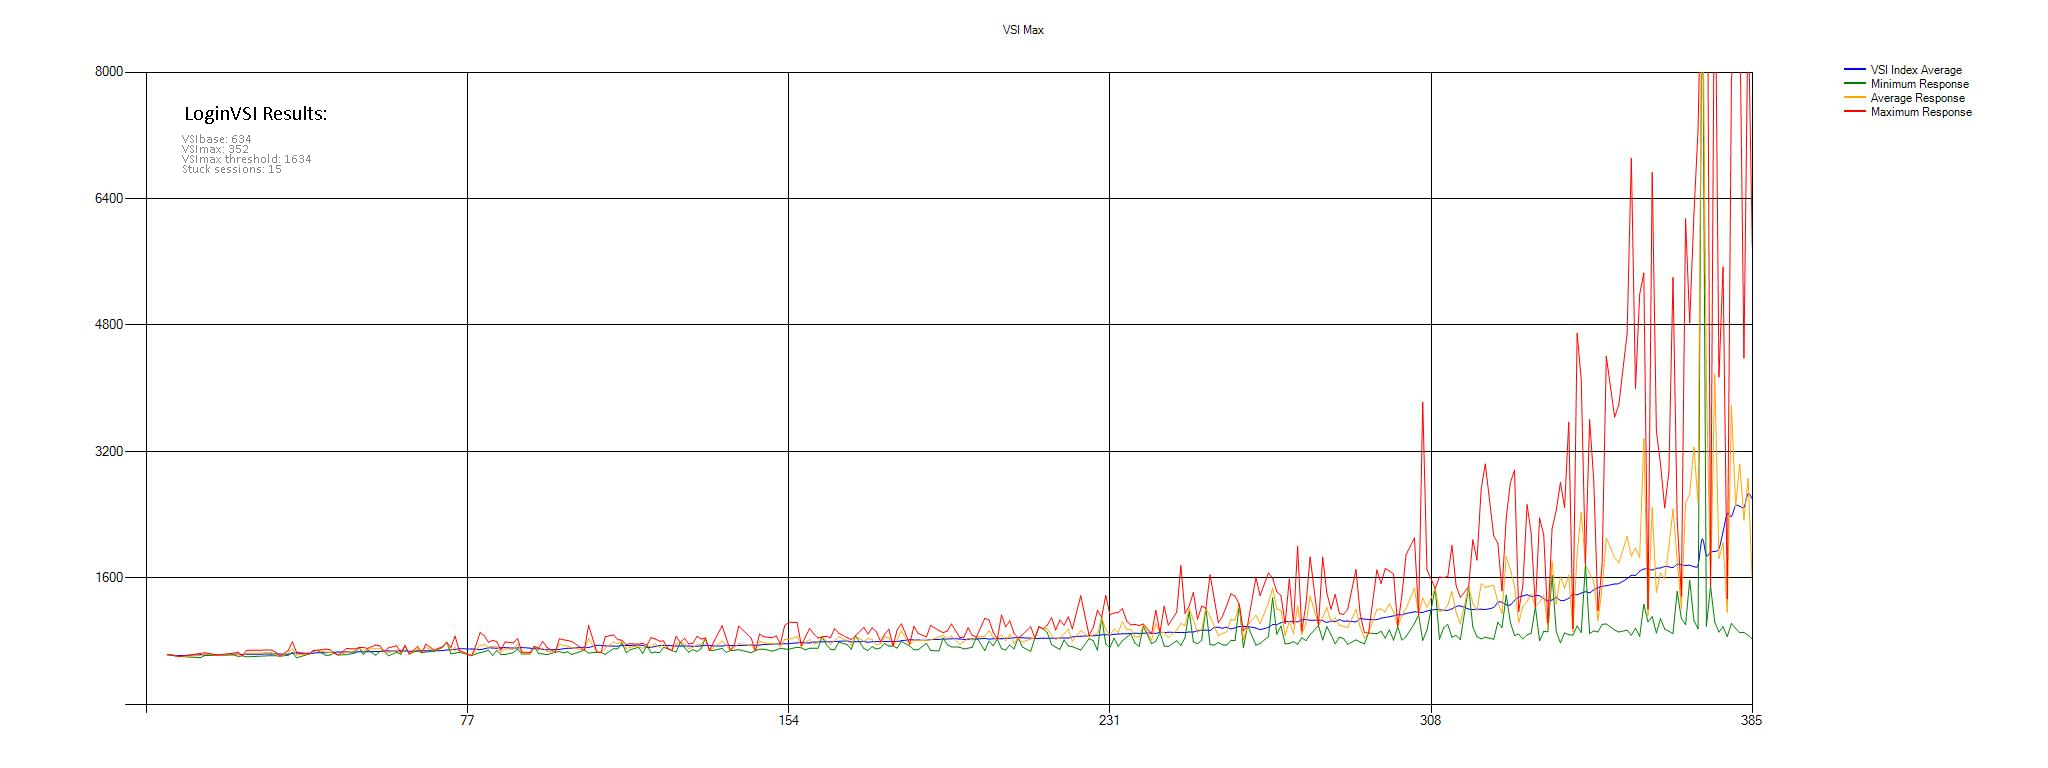 VSI Max
8000
6400
4800
3200
1600
LoginVSI Results:
VSIbase: 634
VSImax: 352
VSImax threshold: 1634
Stuck sessions: 15
VSI Index Average
Minimum Response
Average Response
Maximum Response
77
154
231
308
385